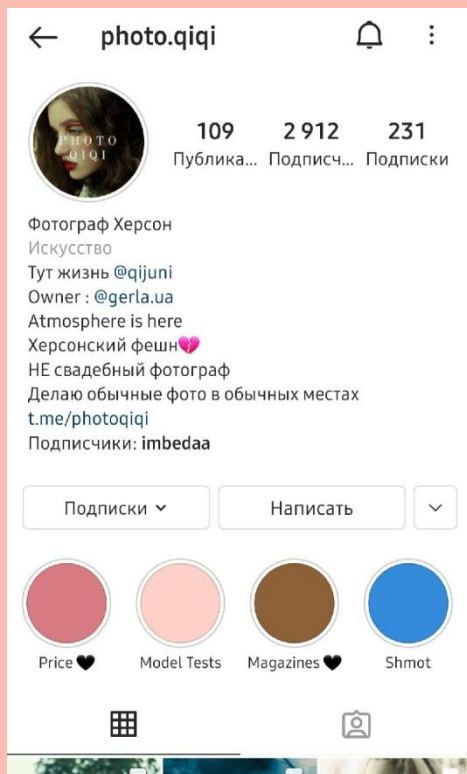 photo.qiqi
PHOTO
QIQI
109 2 912 231
Публика... Подписч... Подписки
Фотограф Херсон
Искусство
Тут жизнь @qijuni
Owner : @gerla.ua
Atmosphere is here
Херсонский фешн💔
НЕ свадебный фотограф
Делаю обычные фото в обычных местах
t.me/photoqiqi
Подписчики: imbedaa
Подписки Написать
Price 🖤 Model Tests Magazines 🖤 Shmot